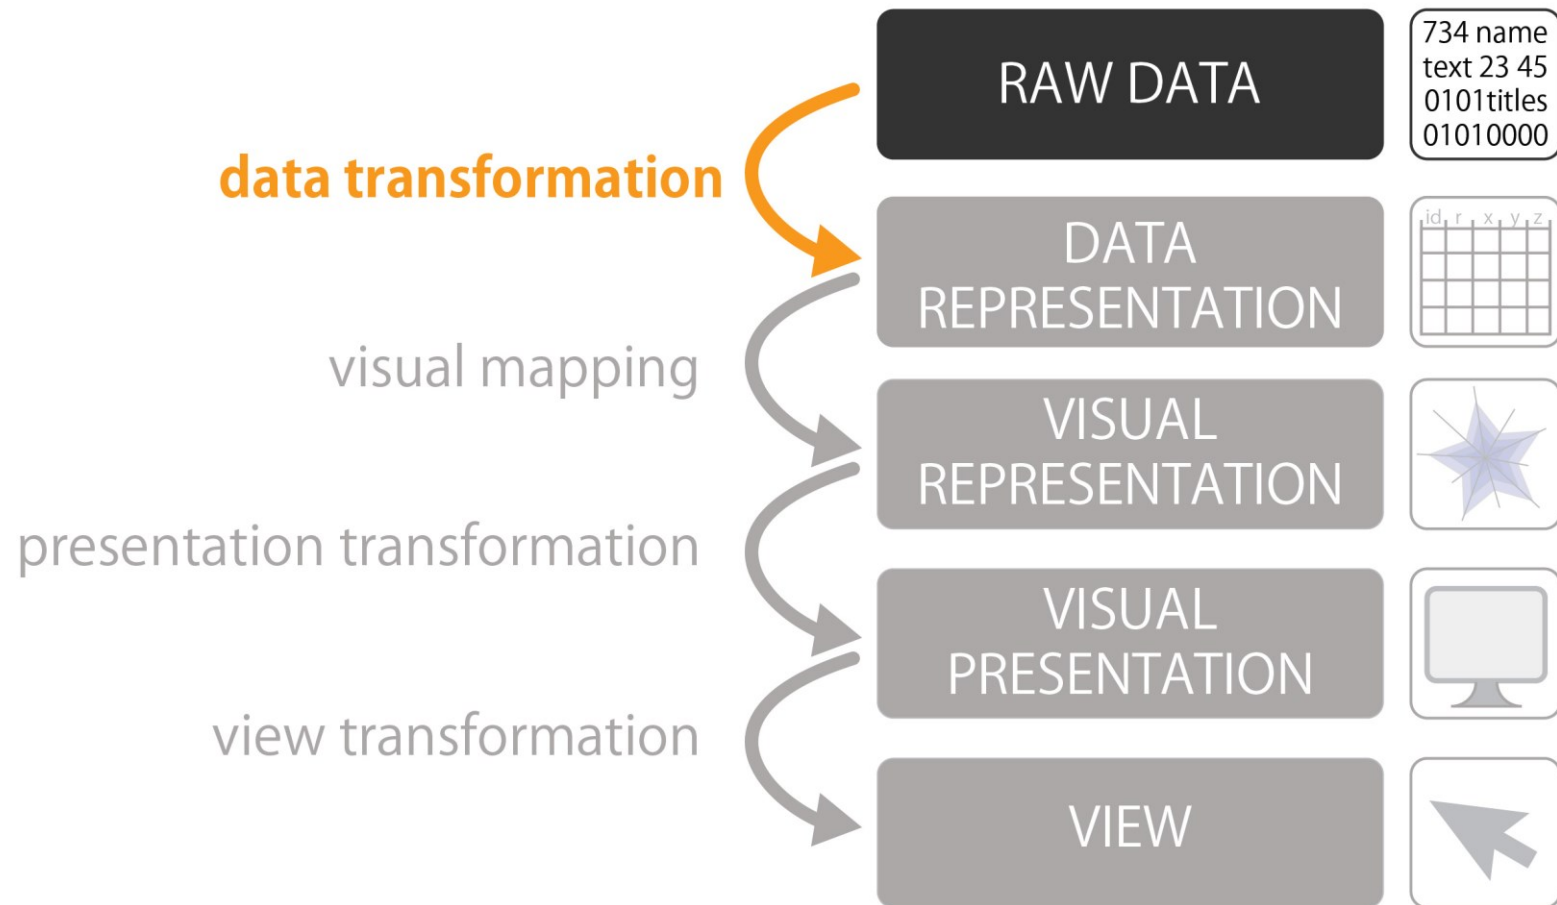 RAW DATA
734 name
text 23 45
0101titles
01010000
data transformation
DATA
REPRESENTATION
id r x y z
visual mapping
VISUAL
REPRESENTATION
presentation transformation
VISUAL
PRESENTATION
view transformation
VIEW